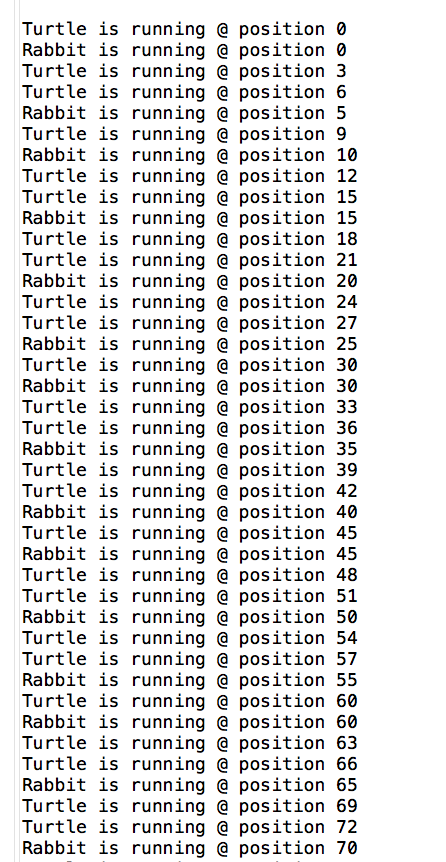 Turtle is running @ position 0
Rabbit is running @ position 0
Turtle is running @ position 3
Turtle is running @ position 6
Rabbit is running @ position 5
Turtle is running @ position 9
Rabbit is running @ position 10
Turtle is running @ position 12
Turtle is running @ position 15
Rabbit is running @ position 15
Turtle is running @ position 18
Turtle is running @ position 21
Rabbit is running @ position 20
Turtle is running @ position 24
Turtle is running @ position 27
Rabbit is running @ position 25
Turtle is running @ position 30
Rabbit is running @ position 30
Turtle is running @ position 33
Turtle is running @ position 36
Rabbit is running @ position 35
Turtle is running @ position 39
Turtle is running @ position 42
Rabbit is running @ position 40
Turtle is running @ position 45
Rabbit is running @ position 45
Turtle is running @ position 48
Turtle is running @ position 51
Rabbit is running @ position 50
Turtle is running @ position 54
Turtle is running @ position 57
Rabbit is running @ position 55
Turtle is running @ position 60
Rabbit is running @ position 60
Turtle is running @ position 63
Turtle is running @ position 66
Rabbit is running @ position 65
Turtle is running @ position 69
Turtle is running @ position 72
Rabbit is running @ position 70